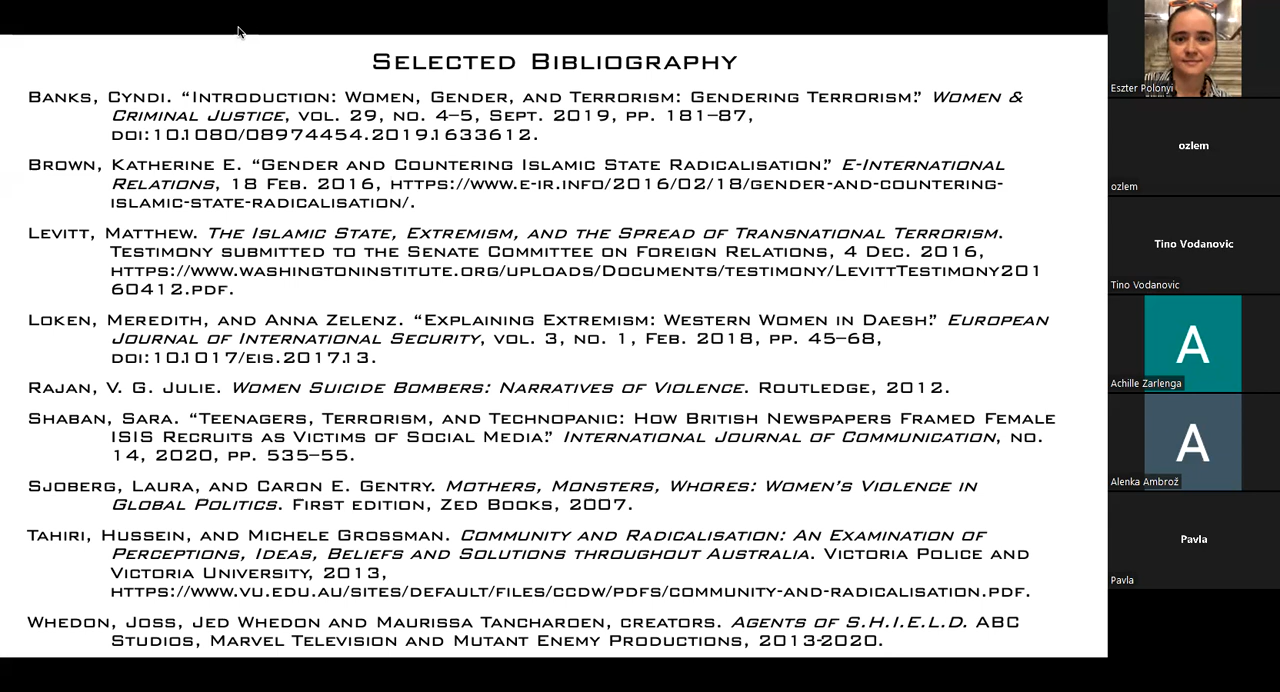 Selected Bibliography
Banks, Cyndi. “Introduction: Women, Gender, and Terrorism: Gendering Terrorism.” Women &
Criminal Justice, vol. 29, no. 4–5, Sept. 2019, pp. 181–87,
doi:10.1080/08974454.2019.1633612.
Brown, Katherine E. “Gender and Countering Islamic State Radicalisation.” E-International
Relations, 18 Feb. 2016, https://www.e-ir.info/2016/02/18/gender-and-countering-
islamic-state-radicalisation/.
Levitt, Matthew. The Islamic State, Extremism, and the Spread of Transnational Terrorism.
Testimony submitted to the Senate Committee on Foreign Relations, 4 Dec. 2016,
https://www.washingtoninstitute.org/uploads/Documents/testimony/LevittTestimony201
60412.pdf.
Loken, Meredith, and Anna Zelenz. “Explaining Extremism: Western Women in Daesh.” European
Journal of International Security, vol. 3, no. 1, Feb. 2018, pp. 45–68,
doi:10.1017/eis.2017.13.
Rajan, V. G. Julie. Women Suicide Bombers: Narratives of Violence. Routledge, 2012.
Shaban, Sara. “Teenagers, Terrorism, and Technopanic: How British Newspapers Framed Female
ISIS Recruits as Victims of Social Media.” International Journal of Communication, no.
14, 2020, pp. 535–55.
Sjoberg, Laura, and Caron E. Gentry. Mothers, Monsters, Whores: Women’s Violence in
Global Politics. First edition, Zed Books, 2007.
Tahiri, Hussein, and Michele Grossman. Community and Radicalisation: An Examination of
Perceptions, Ideas, Beliefs and Solutions throughout Australia. Victoria Police and
Victoria University, 2013,
https://www.vu.edu.au/sites/default/files/ccdw/pdfs/community-and-radicalisation.pdf.
Whedon, Joss, Jed Whedon and Maurissa Tancharoen, creators. Agents of S.H.I.E.L.D. ABC
Studios, Marvel Television and Mutant Enemy Productions, 2013-2020.
Eszter Polonyi
ozlem
ozlem
Tino Vodanovic
Tino Vodanovic
A
Achille Zarlenga
A
Alenka Ambrož
Pavla
Pavla